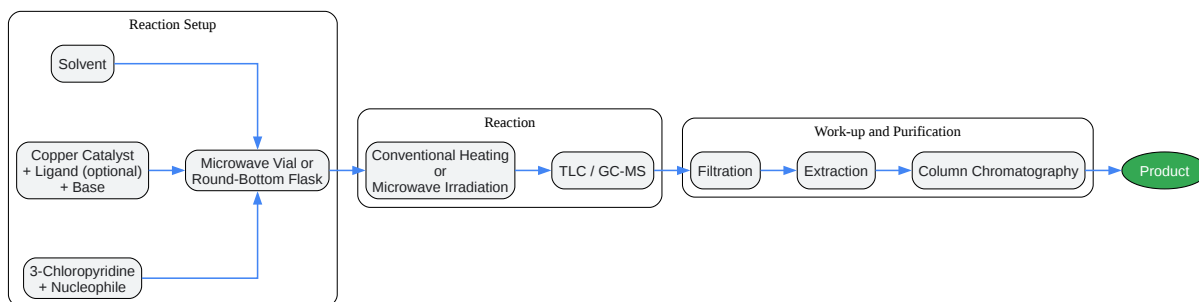 Reaction Setup
Solvent
Copper Catalyst
+ Ligand (optional)
+ Base
3-Chloropyridine
+ Nucleophile
Microwave Vial or
Round-Bottom Flask
Reaction
Conventional Heating
or
Microwave Irradiation
TLC / GC-MS
Work-up and Purification
Filtration
Extraction
Column Chromatography
Product